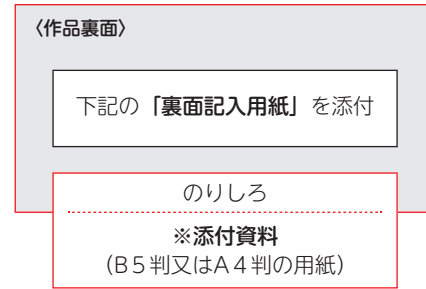 〈作品裏面〉
下記の「裏面記入用紙」を添付
のりしろ
※添付資料
（B５判又はA４判の用紙）